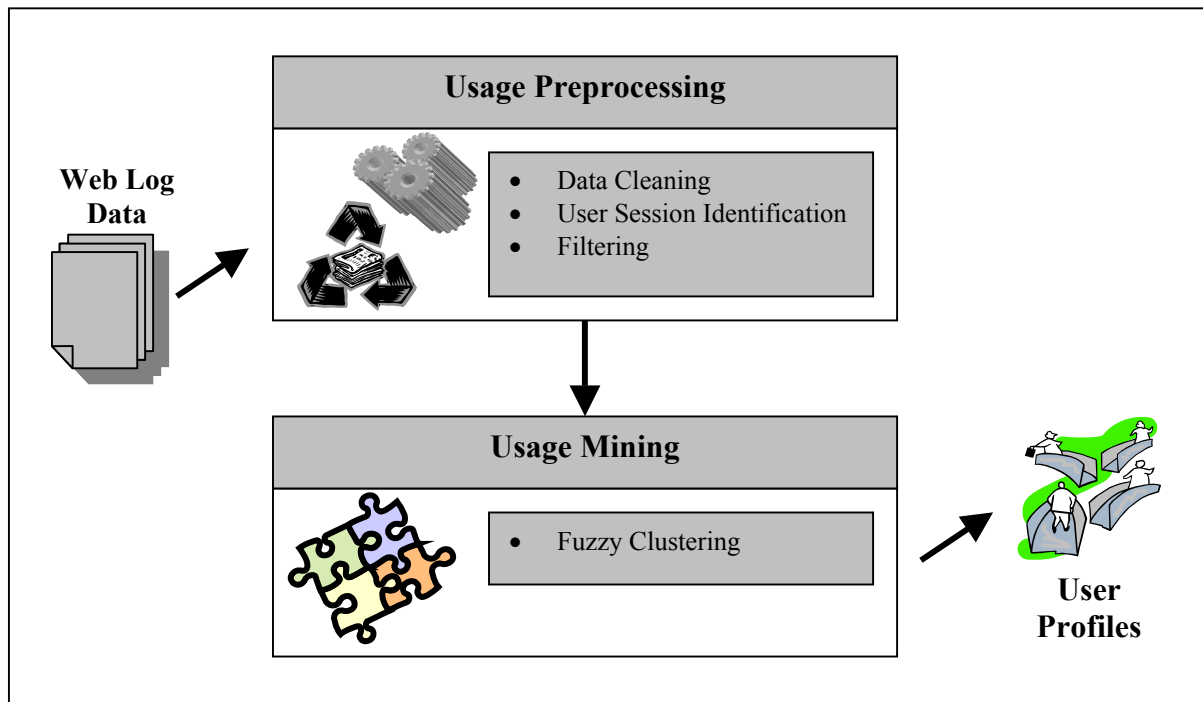 Usage Preprocessing
Web Log
Data
• Data Cleaning
• User Session Identification
• Filtering
Usage Mining
• Fuzzy Clustering
User
Profiles